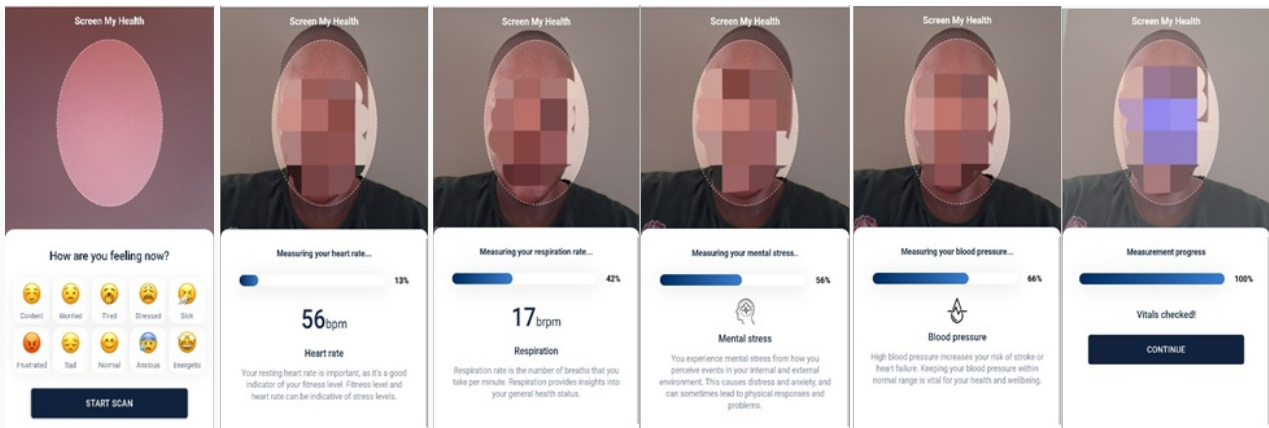 Screen My Health
How are you feeling now?
Content Worried Tired Stressed Sick
Frustrated Sad Normal Anxious Energetic
START SCAN
Screen My Health
Measuring your heart rate...
13%
56bpm
Heart rate
Your resting heart rate is important, as it's a good
indicator of your fitness level. Fitness level and
heart rate can be indicative of stress levels.
Screen My Health
Measuring your respiration rate...
42%
17brpm
Respiration
Respiration rate is the number of breaths that you
take per minute. Respiration provides insights into
your general health status.
Screen My Health
Measuring your mental stress..
56%
Mental stress
You experience mental stress from how you
perceive events in your internal and external
environment. This causes distress and anxiety, and
can sometimes lead to physical responses and
problems.
Screen My Health
Measuring your blood pressure...
66%
Blood pressure
High blood pressure increases your risk of stroke or
heart failure. Keeping your blood pressure within
normal range is vital for your health and wellbeing.
Screen My Health
Measurement progress
100%
Vitals checked!
CONTINUE